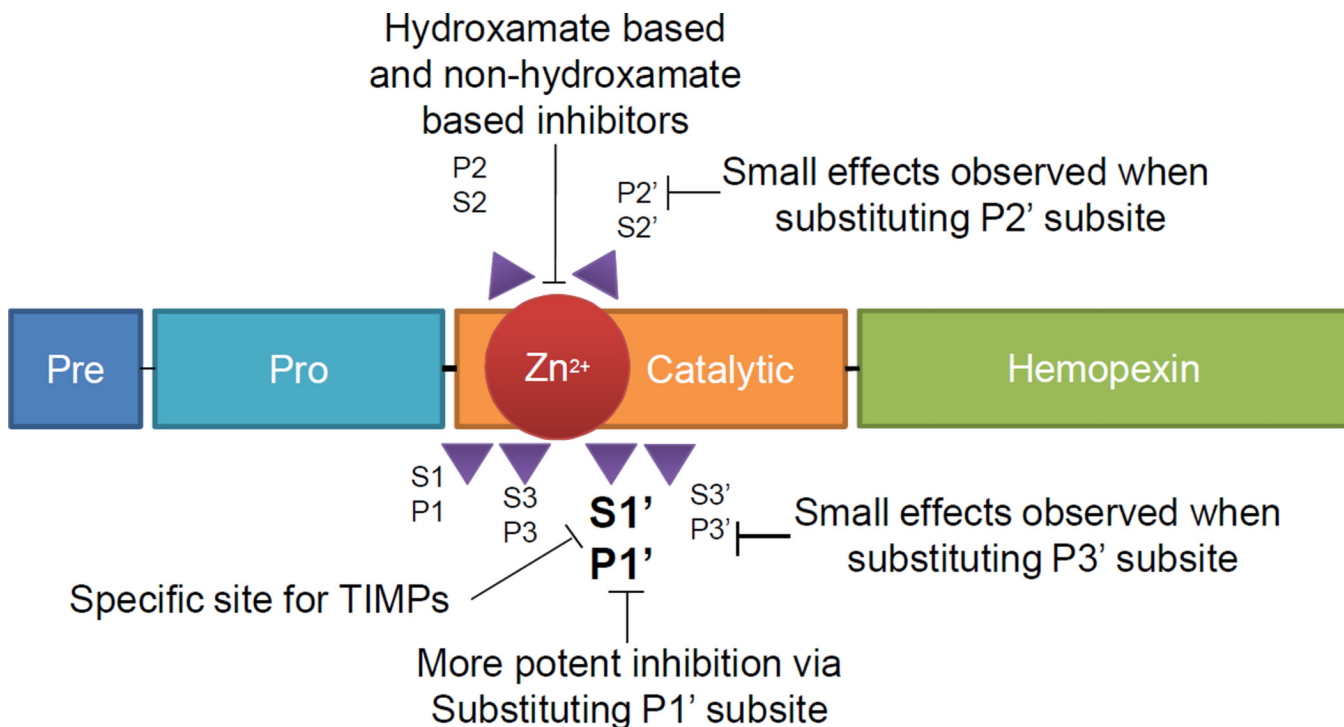 Hydroxamate based
and non-hydroxamate
based inhibitors
P2
S2
P2’
S2’
Small effects observed when
substituting P2’ subsite
Pre
Pro
Zn²⁺
Catalytic
Hemopexin
S1
P1
S3
P3
S1’
P1’
S3’
P3’
Small effects observed when
substituting P3’ subsite
Specific site for TIMPs
More potent inhibition via
Substituting P1’ subsite